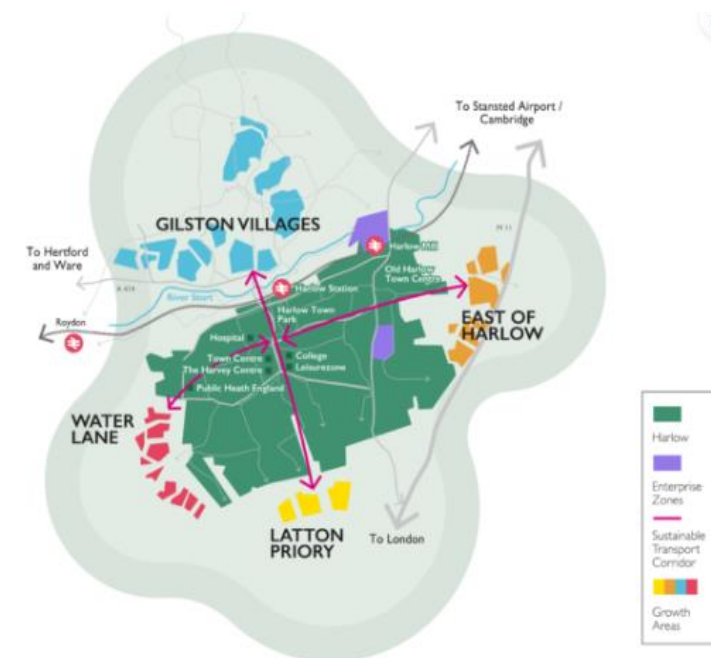 To Stansted Airport /
Cambridge
GILSTON VILLAGES
M 11
To Hertford
and Ware
Harlow Mill
Old Harlow
Town Centre
A 414
River Stort
Harlow Station
Roydon
Harlow Town
Park
EAST OF
HARLOW
Hospital
Town Centre
The Harvey Centre
College
Leisurezone
Public Heath England
WATER
LANE
LATTON
PRIORY
To London
Harlow
Enterprise
Zones
Sustainable
Transport
Corridor
Growth
Areas